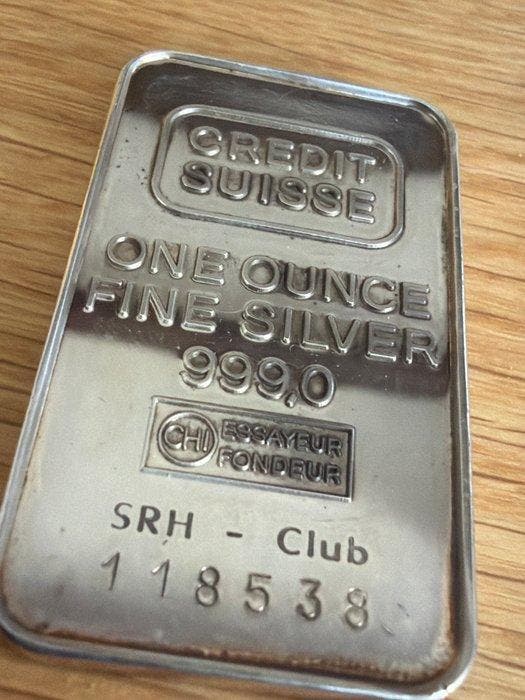 CREDIT
SUISSE
ONE OUNCE
FINE SILVER
999,0
CHI ESSAYEUR
FONDEUR
SRH - Club
118538